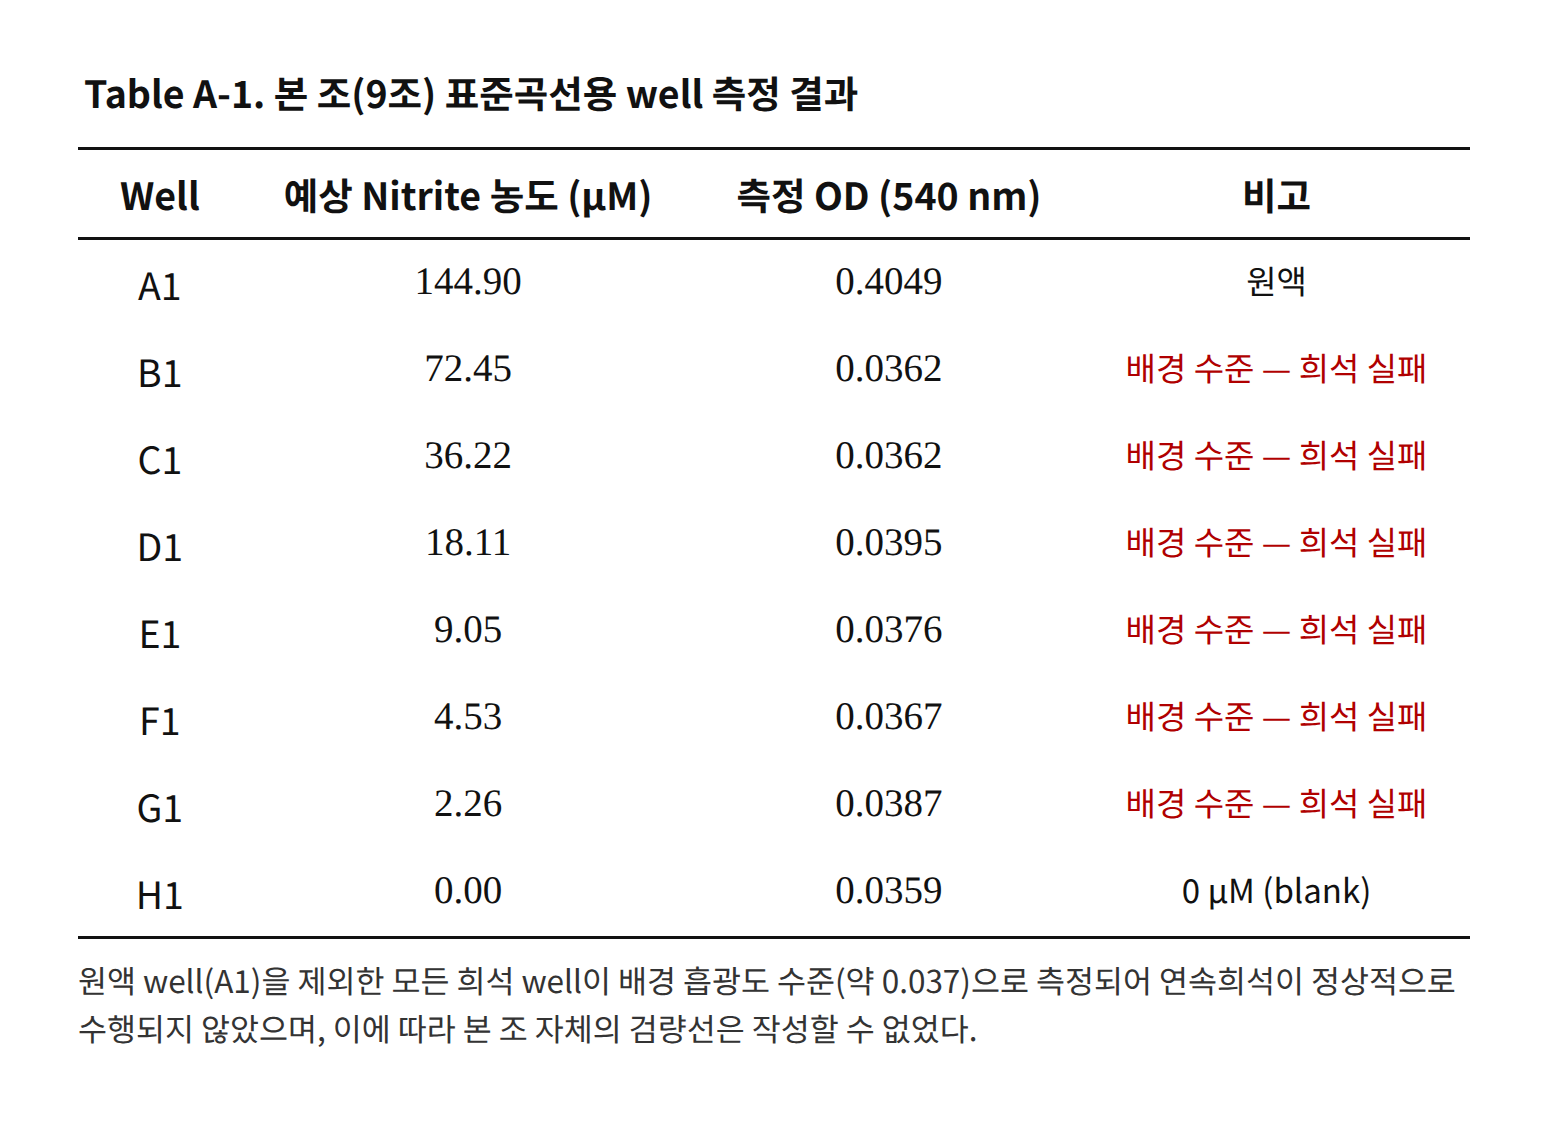 Table A-1. 본 조(9조) 표준곡선용 well 측정 결과
Well 예상 Nitrite 농도 (μM) 측정 OD (540 nm) 비고
A1 144.90 0.4049 원액
B1 72.45 0.0362 배경 수준 — 희석 실패
C1 36.22 0.0362 배경 수준 — 희석 실패
D1 18.11 0.0395 배경 수준 — 희석 실패
E1 9.05 0.0376 배경 수준 — 희석 실패
F1 4.53 0.0367 배경 수준 — 희석 실패
G1 2.26 0.0387 배경 수준 — 희석 실패
H1 0.00 0.0359 0 μM (blank)
원액 well(A1)을 제외한 모든 희석 well이 배경 흡광도 수준(약 0.037)으로 측정되어 연속희석이 정상적으로
수행되지 않았으며, 이에 따라 본 조 자체의 검량선은 작성할 수 없었다.